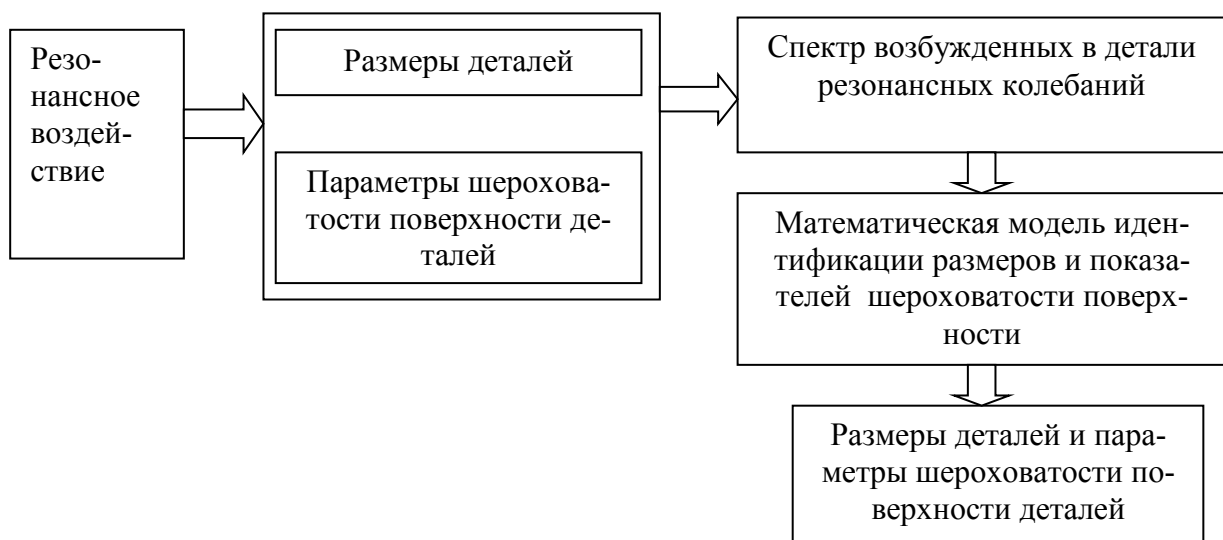 Резо-
нансное
воздей-
ствие
Размеры деталей
Параметры шерохова-
тости поверхности де-
талей
Спектр возбужденных в детали
резонансных колебаний
Математическая модель иден-
тификации размеров и показа-
телей шероховатости поверх-
ности
Размеры деталей и пара-
метры шероховатости по-
верхности деталей